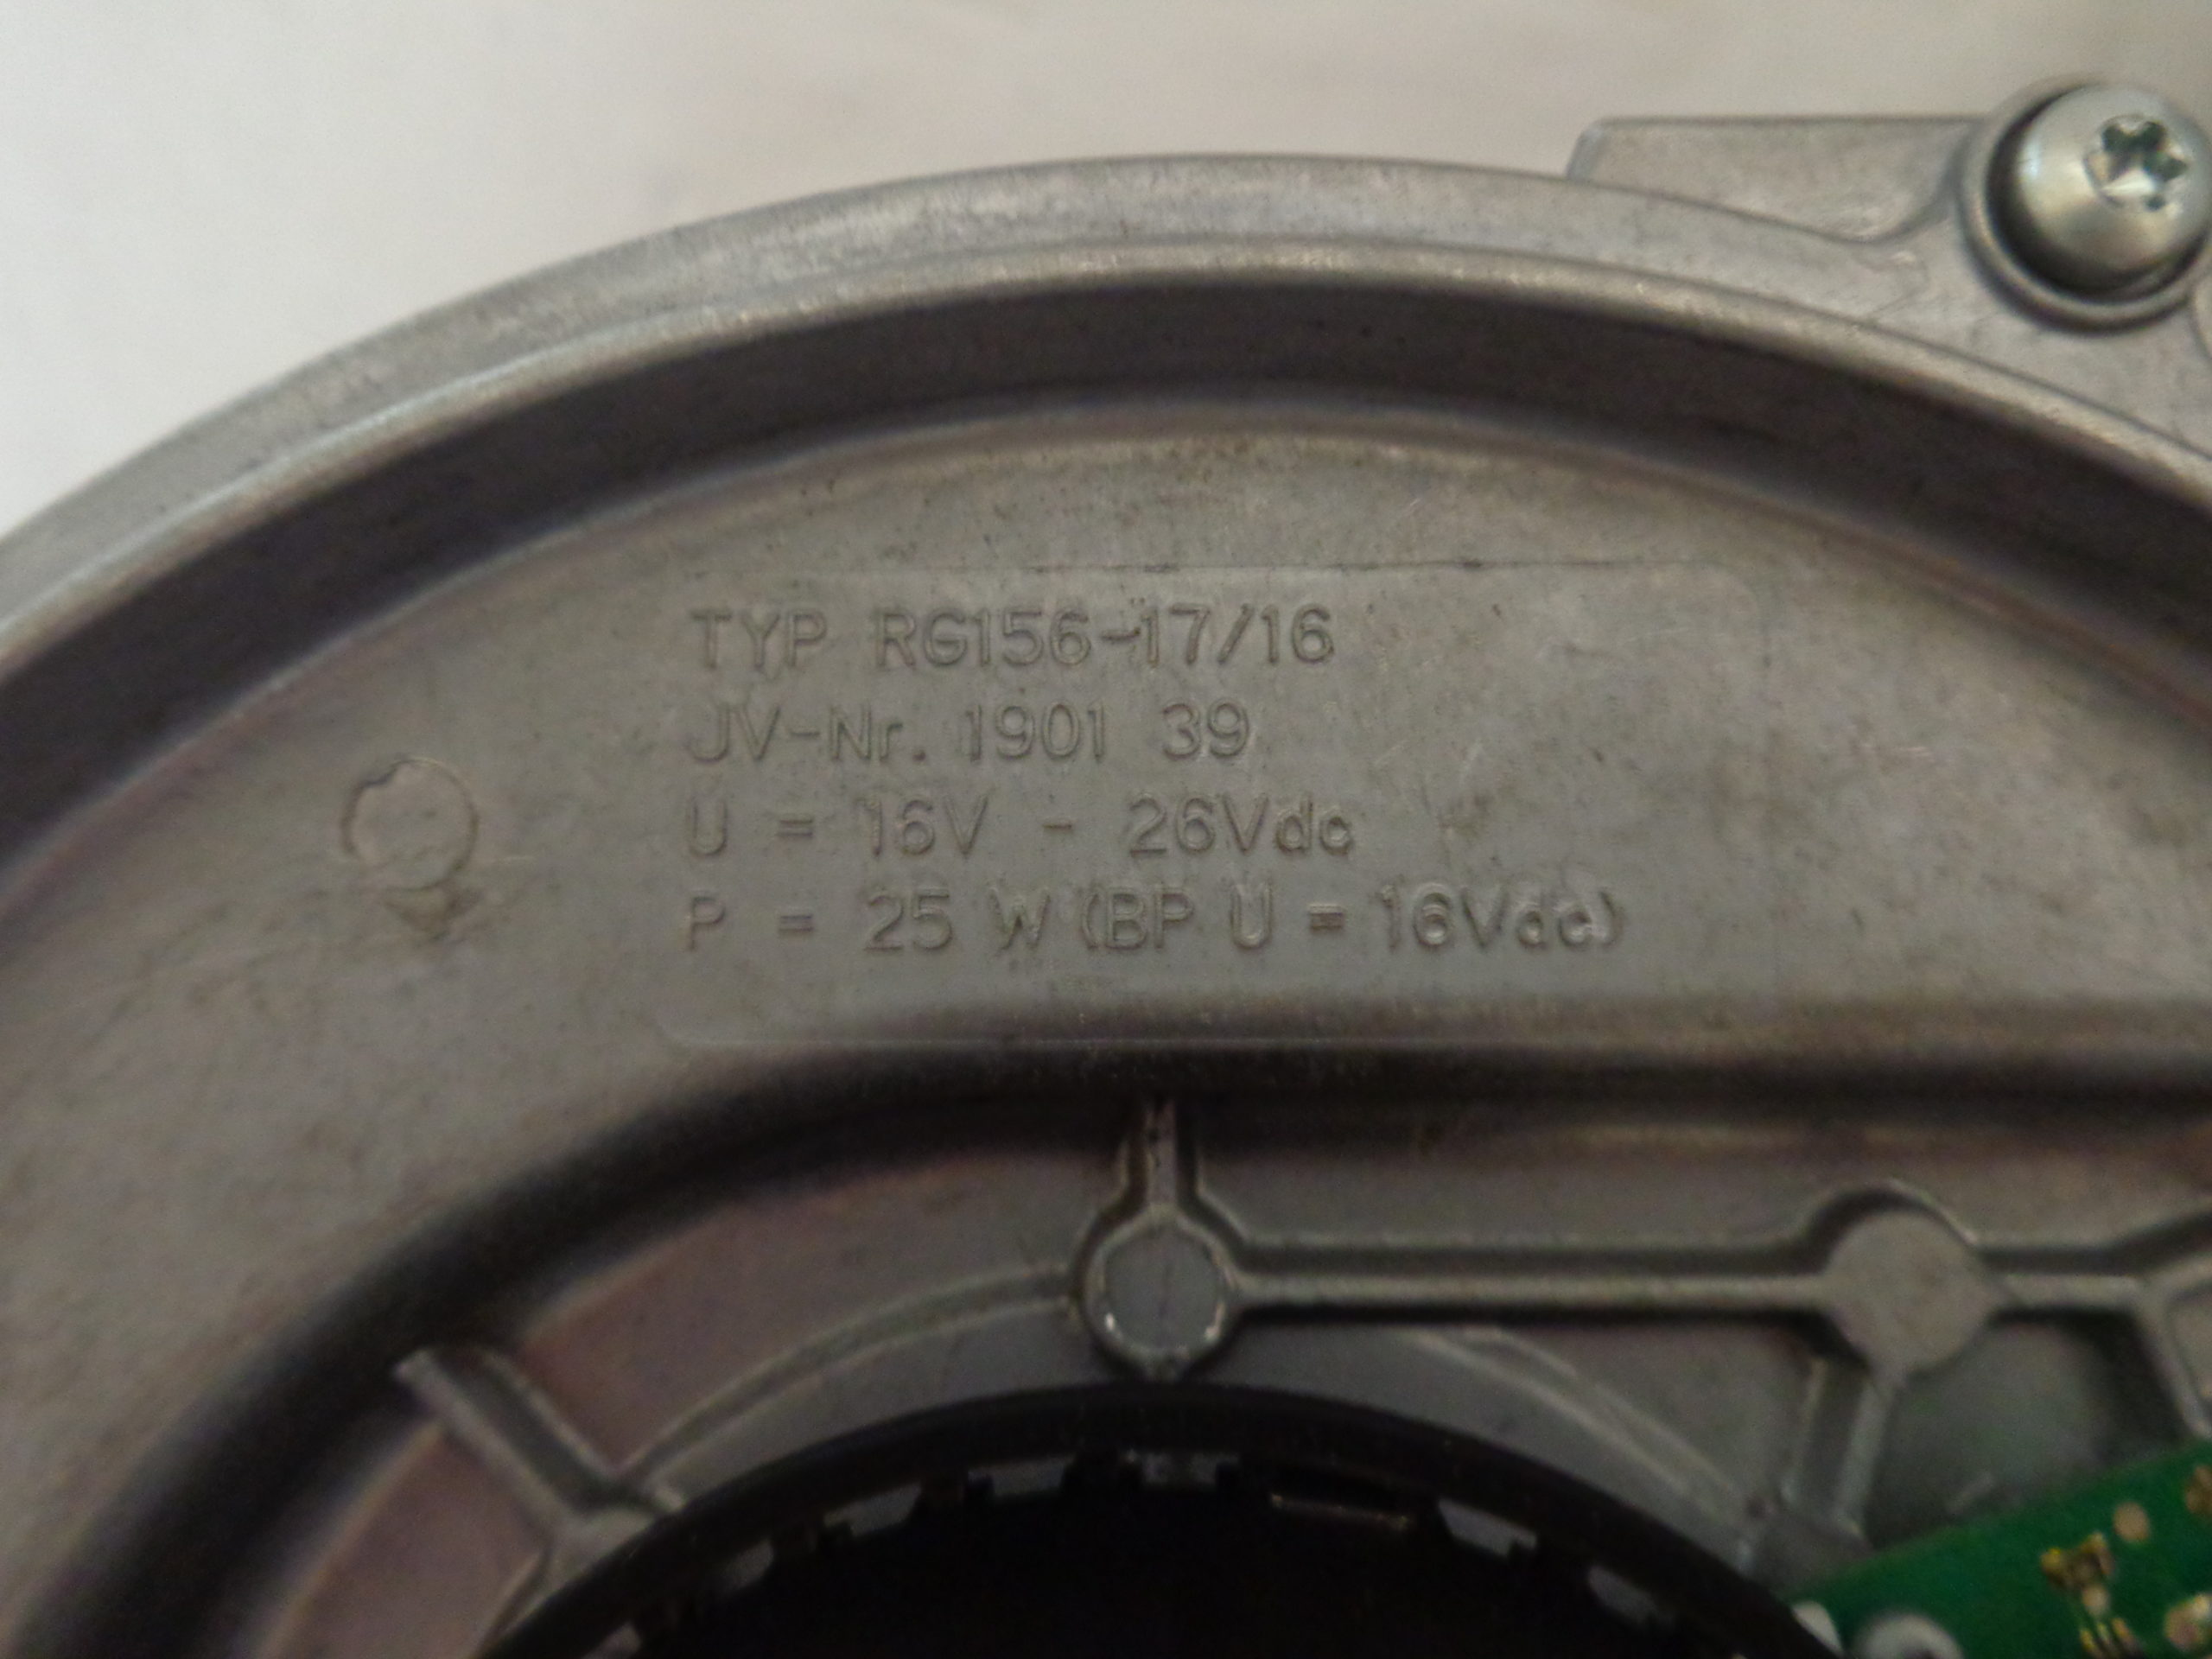 TYP RG156-17/16
JV-Nr. 1901 39
U = 16V - 26Vdc
P = 25 W (BP U = 16Vdc)